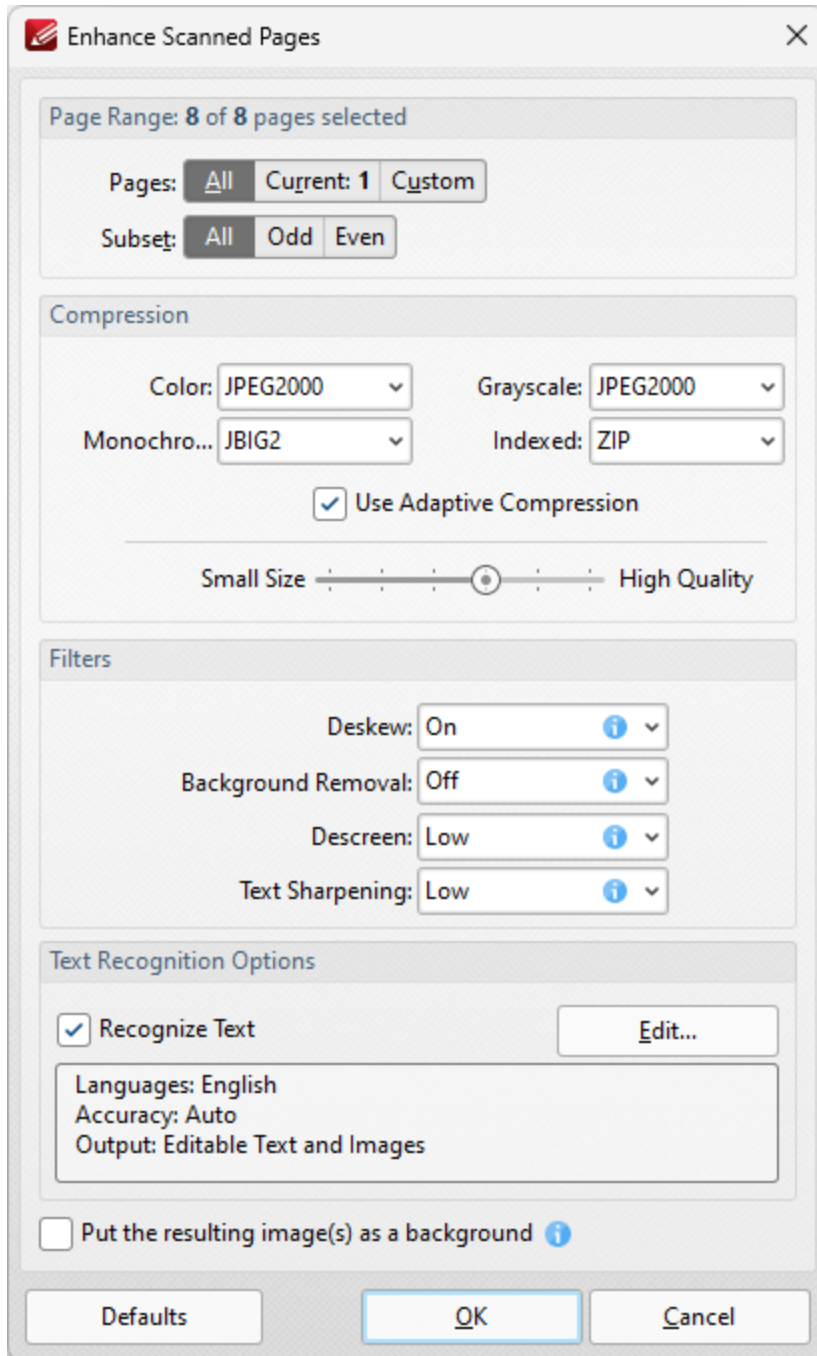 Enhance Scanned Pages
Page Range: 8 of 8 pages selected
Pages: All Current: 1 Custom
Subset: All Odd Even
Compression
Color: JPEG2000 Grayscale: JPEG2000
Monochro... JBIG2 Indexed: ZIP
Use Adaptive Compression
Small Size High Quality
Filters
Deskew: On
Background Removal: Off
Descreen: Low
Text Sharpening: Low
Text Recognition Options
Recognize Text Edit...
Languages: English
Accuracy: Auto
Output: Editable Text and Images
Put the resulting image(s) as a background
Defaults OK Cancel